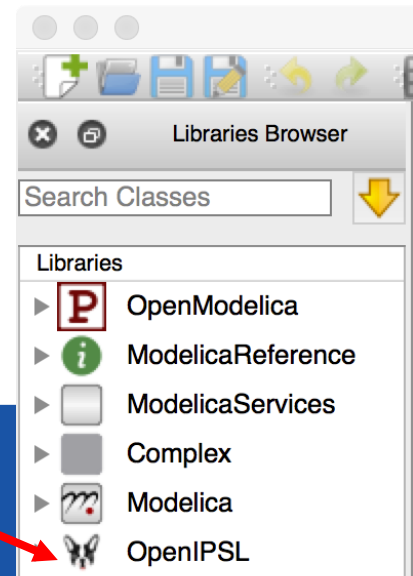 Libraries Browser
Search Classes
Libraries
P OpenModelica
i ModelicaReference
ModelicaServices
Complex
m Modelica
OpenIPSL